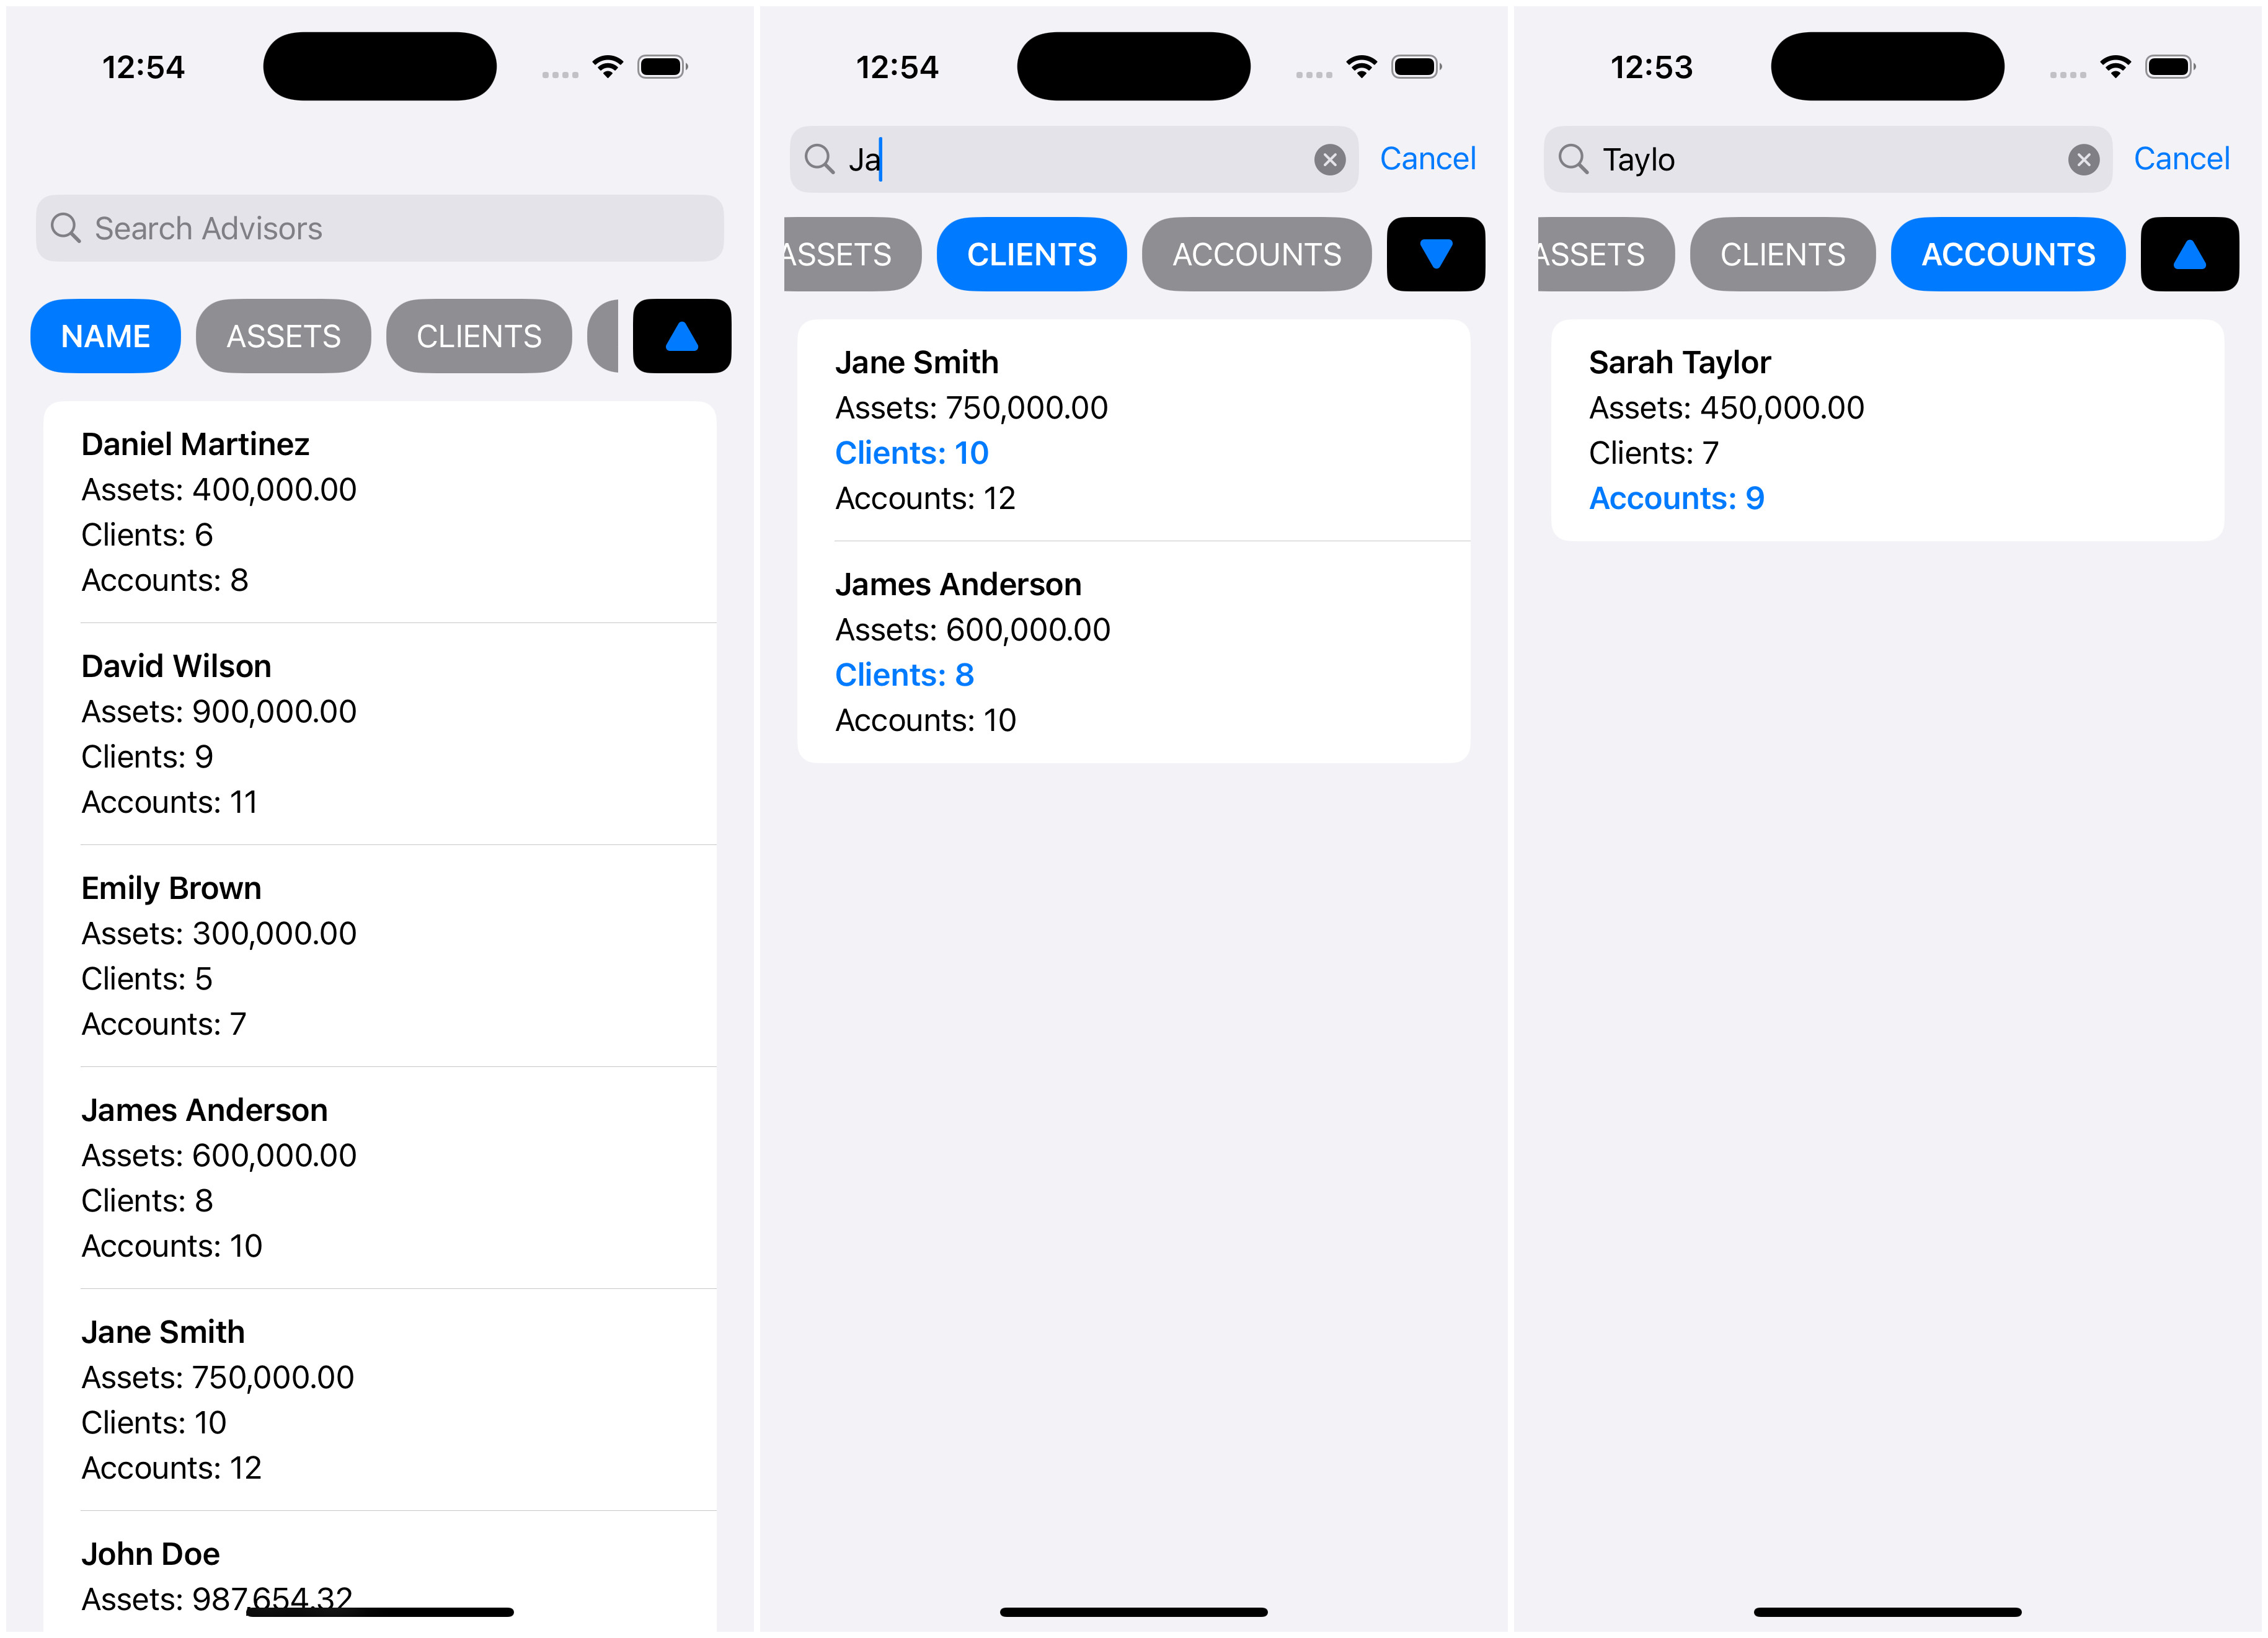 12:54
Search Advisors
NAME ASSETS CLIENTS
Daniel Martinez
Assets: 400,000.00
Clients: 6
Accounts: 8
David Wilson
Assets: 900,000.00
Clients: 9
Accounts: 11
Emily Brown
Assets: 300,000.00
Clients: 5
Accounts: 7
James Anderson
Assets: 600,000.00
Clients: 8
Accounts: 10
Jane Smith
Assets: 750,000.00
Clients: 10
Accounts: 12
John Doe
Assets: 987,654.32
12:54
Ja Cancel
ASSETS CLIENTS ACCOUNTS
Jane Smith
Assets: 750,000.00
Clients: 10
Accounts: 12
James Anderson
Assets: 600,000.00
Clients: 8
Accounts: 10
12:53
Taylo Cancel
ASSETS CLIENTS ACCOUNTS
Sarah Taylor
Assets: 450,000.00
Clients: 7
Accounts: 9